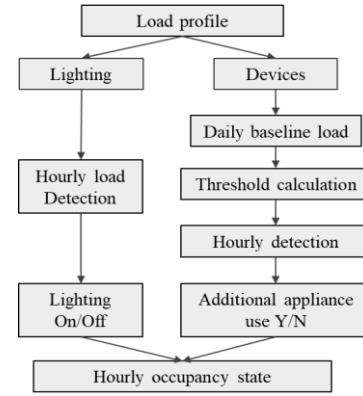 Load profile
Lighting
Devices
Daily baseline load
Hourly load
Detection
Threshold calculation
Hourly detection
Lighting
On/Off
Additional appliance
use Y/N
Hourly occupancy state